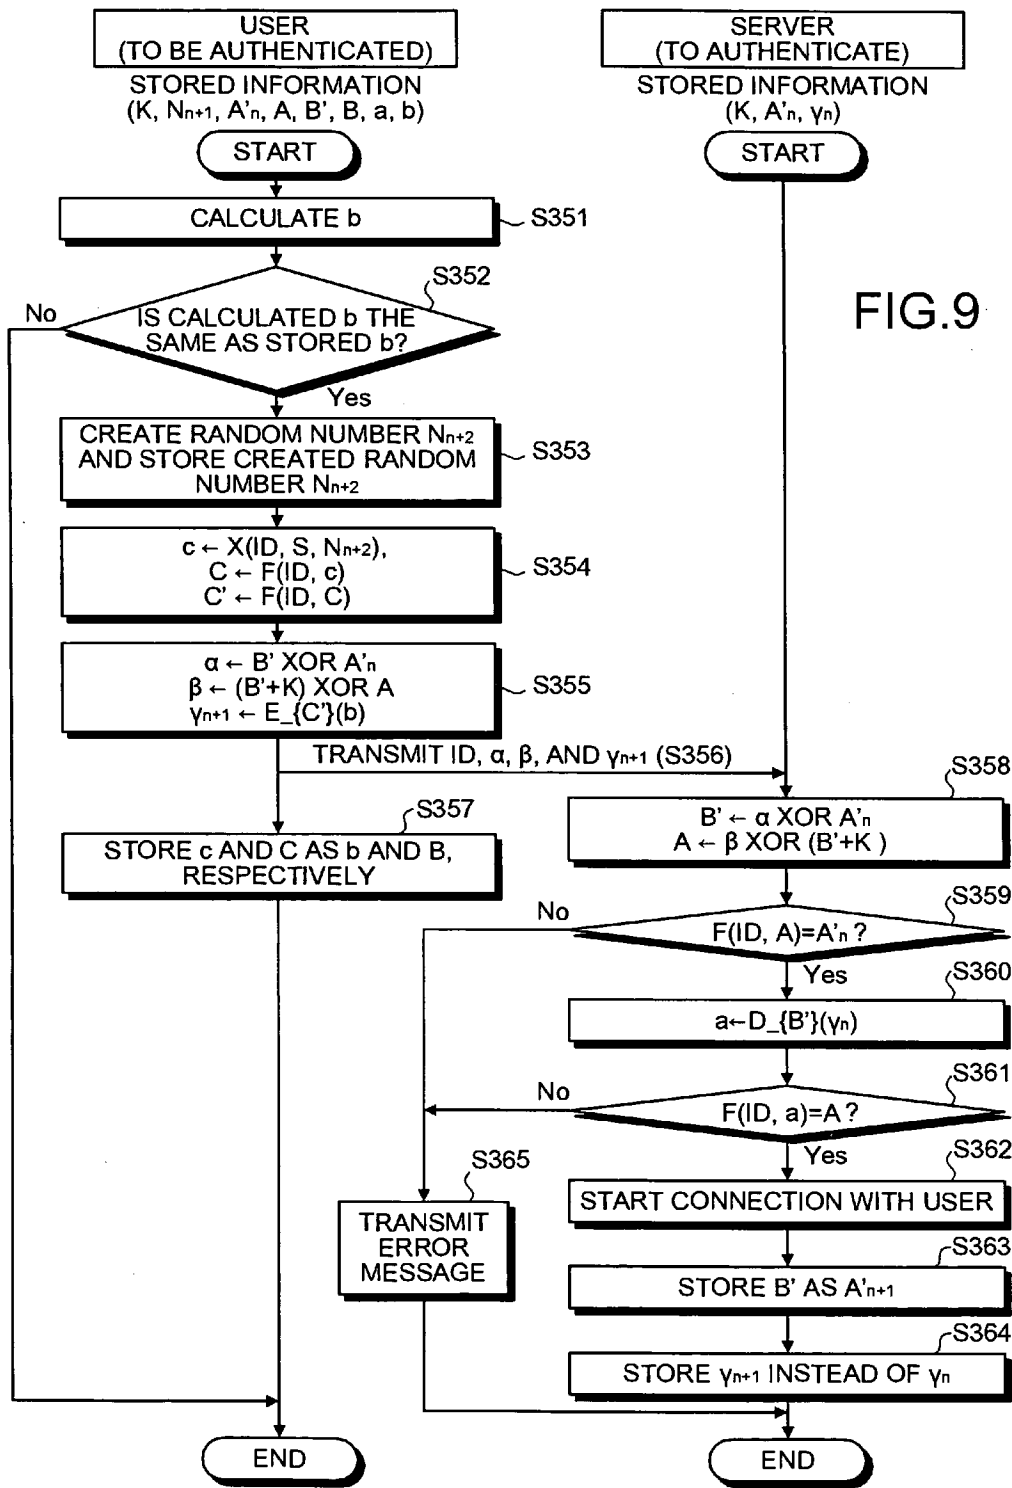 USER
(TO BE AUTHENTICATED)
STORED INFORMATION
(K, Nn+1, A'n, A, B', B, a, b)
START
SERVER
(TO AUTHENTICATE)
STORED INFORMATION
(K, A'n, γn)
START
CALCULATE b
S351
S352
No
IS CALCULATED b THE
SAME AS STORED b?
Yes
FIG.9
CREATE RANDOM NUMBER Nn+2
AND STORE CREATED RANDOM
NUMBER Nn+2
S353
c ← X(ID, S, Nn+2),
C ← F(ID, c)
C' ← F(ID, C)
S354
α ← B' XOR A'n
β ← (B'+K) XOR A
γn+1 ← E_{C'}(b)
S355
TRANSMIT ID, α, β, AND γn+1 (S356)
S357
STORE c AND C AS b AND B,
RESPECTIVELY
S358
B' ← α XOR A'n
A ← β XOR (B'+K )
S359
No
F(ID, A)=A'n ?
Yes
S360
a←D_{B'}(γn)
S361
No
F(ID, a)=A ?
Yes
S362
START CONNECTION WITH USER
S365
TRANSMIT
ERROR
MESSAGE
S363
STORE B' AS A'n+1
S364
STORE γn+1 INSTEAD OF γn
END
END